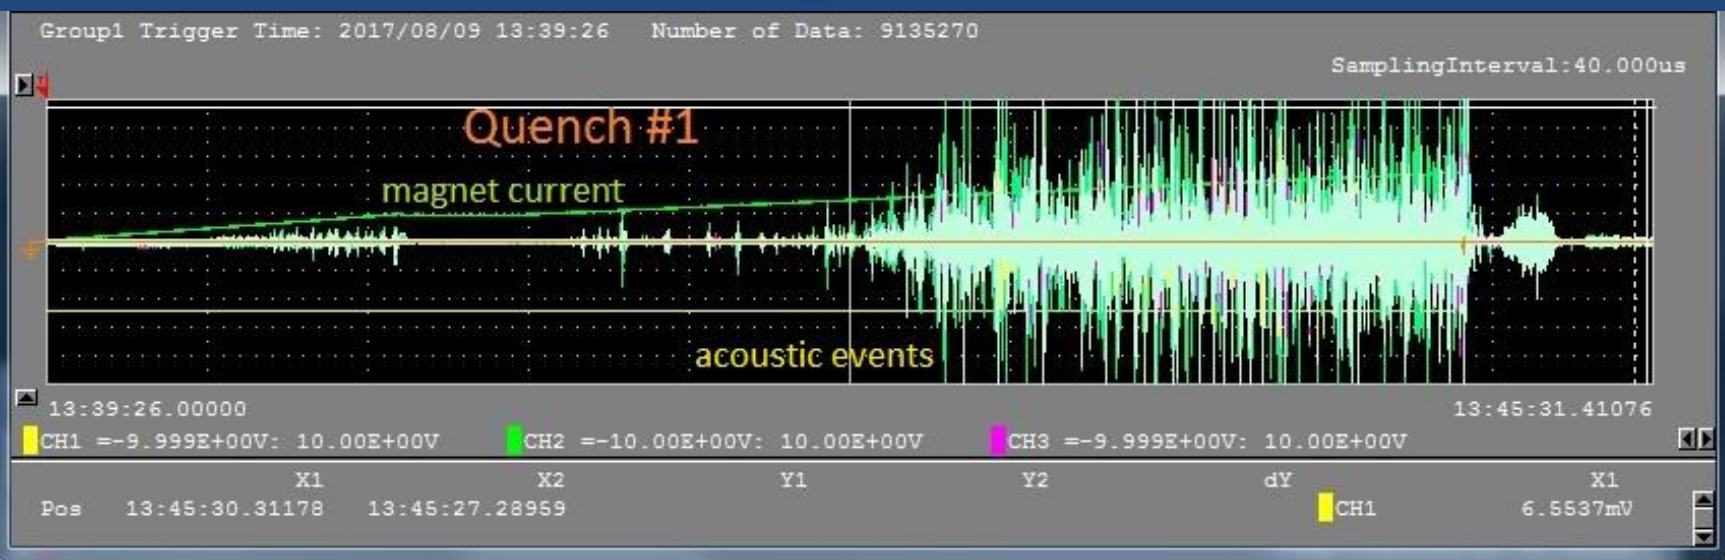 Group1 Trigger Time: 2017/08/09 13:39:26   Number of Data: 9135270
SamplingInterval:40.000us
Quench #1
magnet current
acoustic events
13:39:26.00000   13:45:31.41076
CH1 =-9.999E+00V: 10.00E+00V   CH2 =-10.00E+00V: 10.00E+00V   CH3 =-9.999E+00V: 10.00E+00V
X1   X2   Y1   Y2   dY   X1
Pos   13:45:30.31178   13:45:27.28959   CH1   6.5537mV